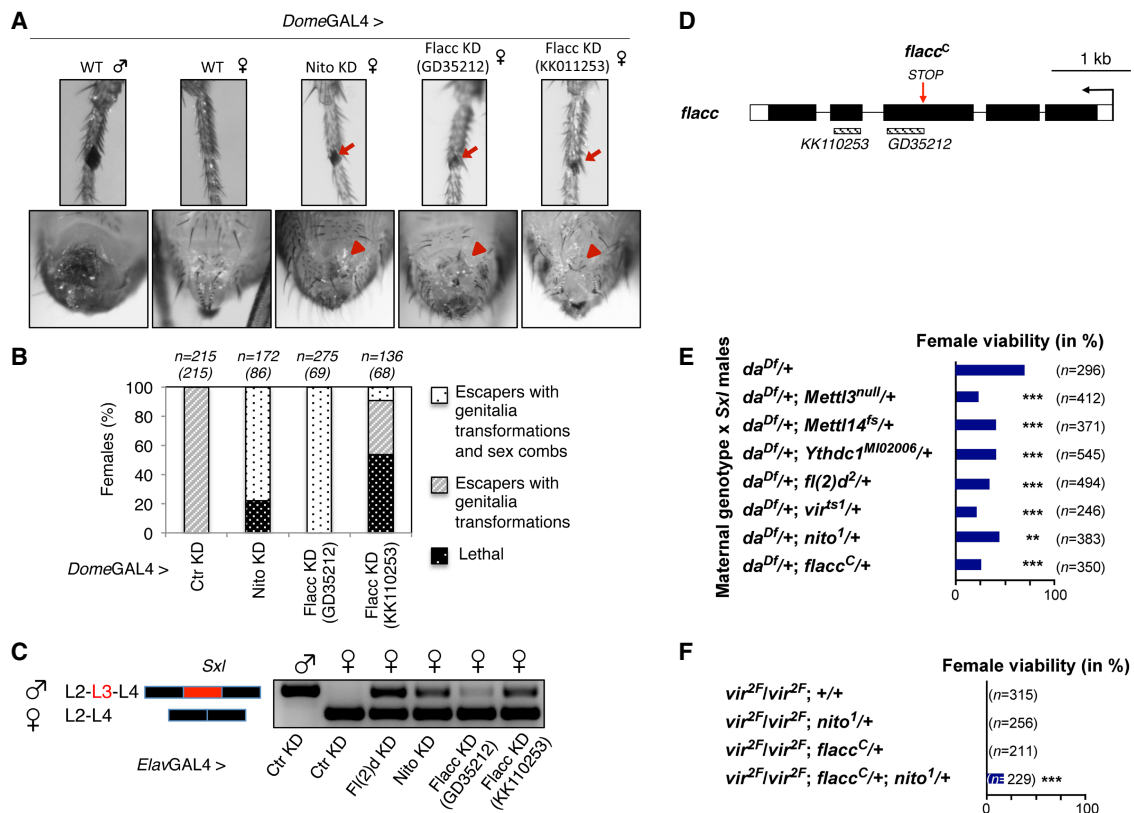 A
DomeGAL4 >
WT ♂
WT ♀
Nito KD ♀
Flacc KD
(GD35212) ♀
Flacc KD
(KK011253) ♀
B
n=215
(215)
n=172
(86)
n=275
(69)
n=136
(68)
Females (%)
100
80
60
40
20
0
Escapers with
genitalia
transformations
and sex combs
Escapers with
genitalia
transformations
Lethal
DomeGAL4 >
Ctr KD
Nito KD
Flacc KD
(GD35212)
Flacc KD
(KK110253)
C
Sxl
♂ L2-L3-L4
♀ L2-L4
♂ ♀ ♀ ♀ ♀ ♀
ElavGAL4 >
Ctr KD
Ctr KD
Fl(2)d KD
Nito KD
Flacc KD
(GD35212)
Flacc KD
(KK110253)
D
flaccC
STOP
1 kb
flacc
KK110253
GD35212
E
Female viability (in %)
Maternal genotype x Sxl males
daDf/+ (n=296)
daDf/+; Mettl3null/+ *** (n=412)
daDf/+; Mettl14fs/+ *** (n=371)
daDf/+; Ythdc1MI02006/+ *** (n=545)
daDf/+; fl(2)d2/+ *** (n=494)
daDf/+; virts1/+ *** (n=246)
daDf/+; nito1/+ ** (n=383)
daDf/+; flaccC/+ *** (n=350)
0 100
F
Female viability (in %)
vir2F/vir2F; +/+ (n=315)
vir2F/vir2F; nito1/+ (n=256)
vir2F/vir2F; flaccC/+ (n=211)
vir2F/vir2F; flaccC/+; nito1/+ (n=229) ***
0 100